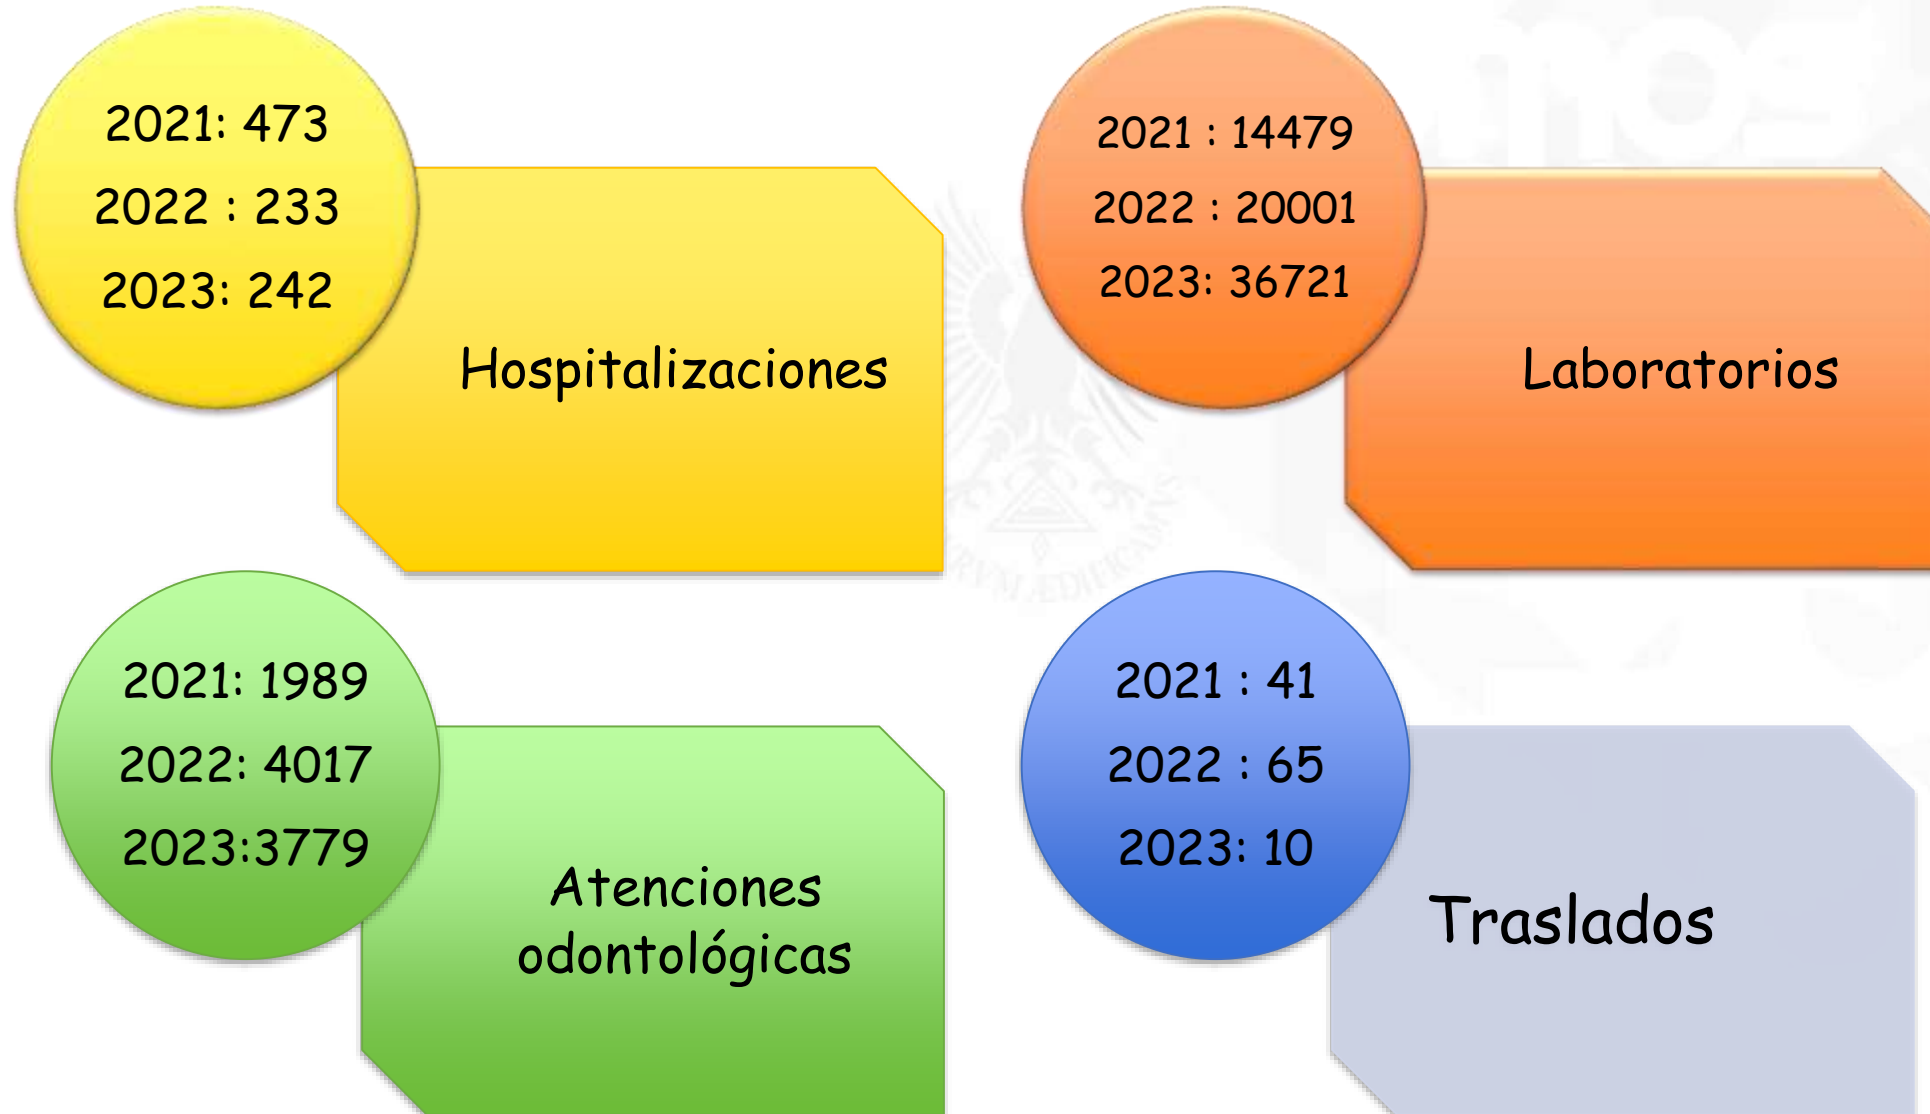 2021: 473
2022 : 233
2023: 242
Hospitalizaciones
2021 : 14479
2022 : 20001
2023: 36721
Laboratorios
2021: 1989
2022: 4017
2023:3779
Atenciones
odontológicas
2021 : 41
2022 : 65
2023: 10
Traslados